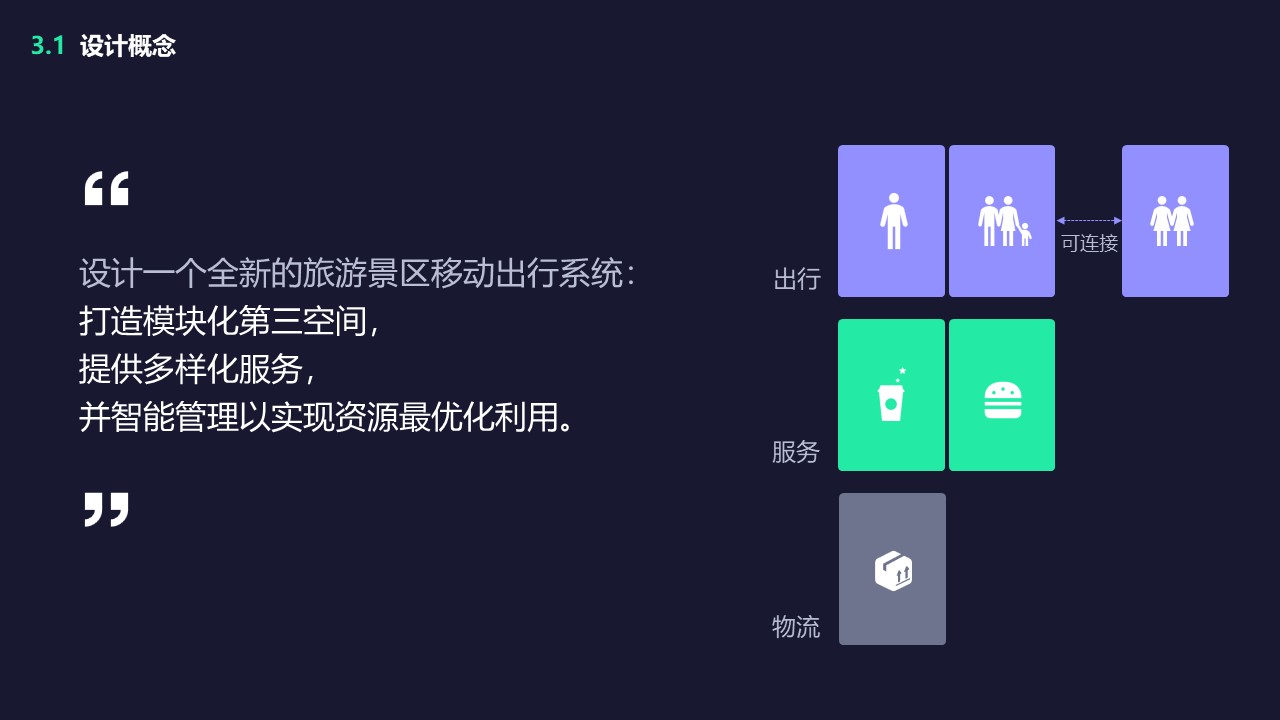 3.1 设计概念
“
设计一个全新的旅游景区移动出行系统：
打造模块化第三空间，
提供多样化服务，
并智能管理以实现资源最优化利用。
”
可连接
出行
服务
物流